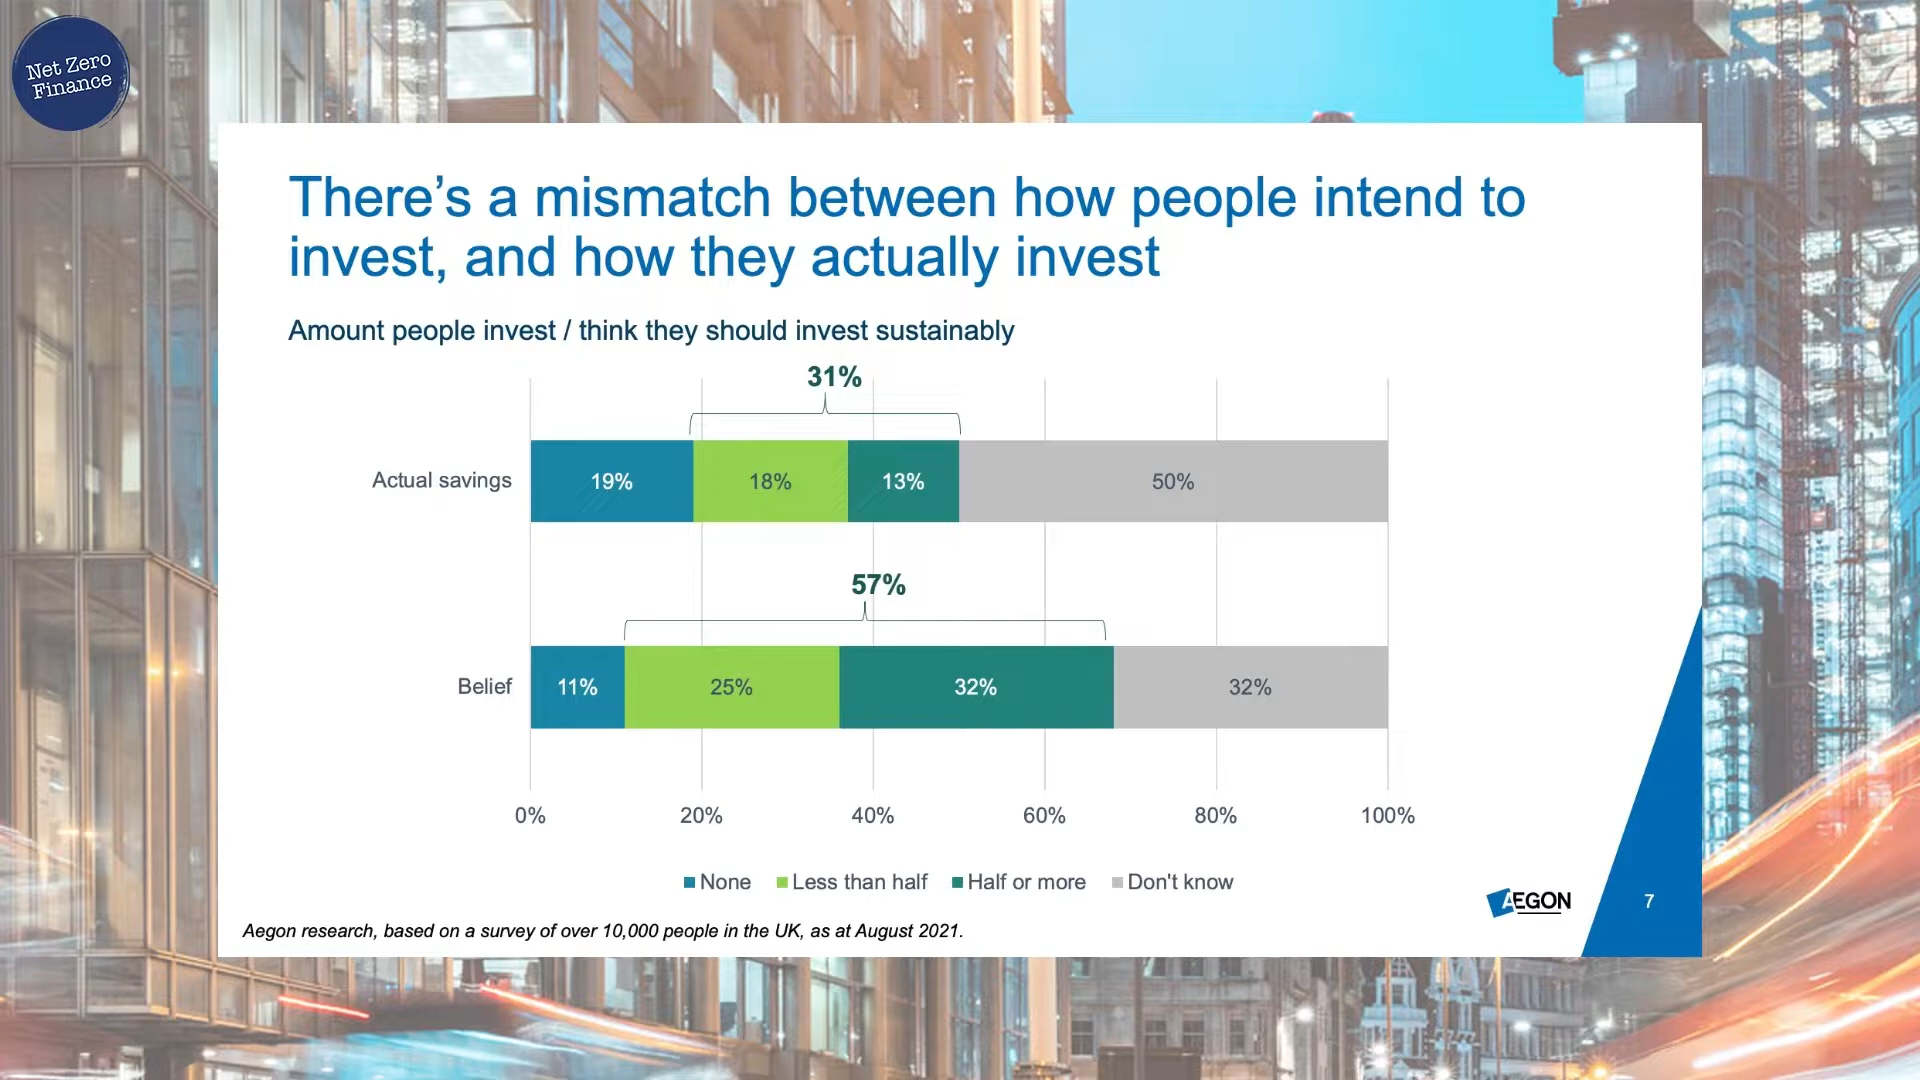 Net Zero
Finance
There’s a mismatch between how people intend to
invest, and how they actually invest
Amount people invest / think they should invest sustainably
31%
Actual savings
19%
18%
13%
50%
57%
Belief
11%
25%
32%
32%
0%
20%
40%
60%
80%
100%
None
Less than half
Half or more
Don't know
AEGON
7
Aegon research, based on a survey of over 10,000 people in the UK, as at August 2021.